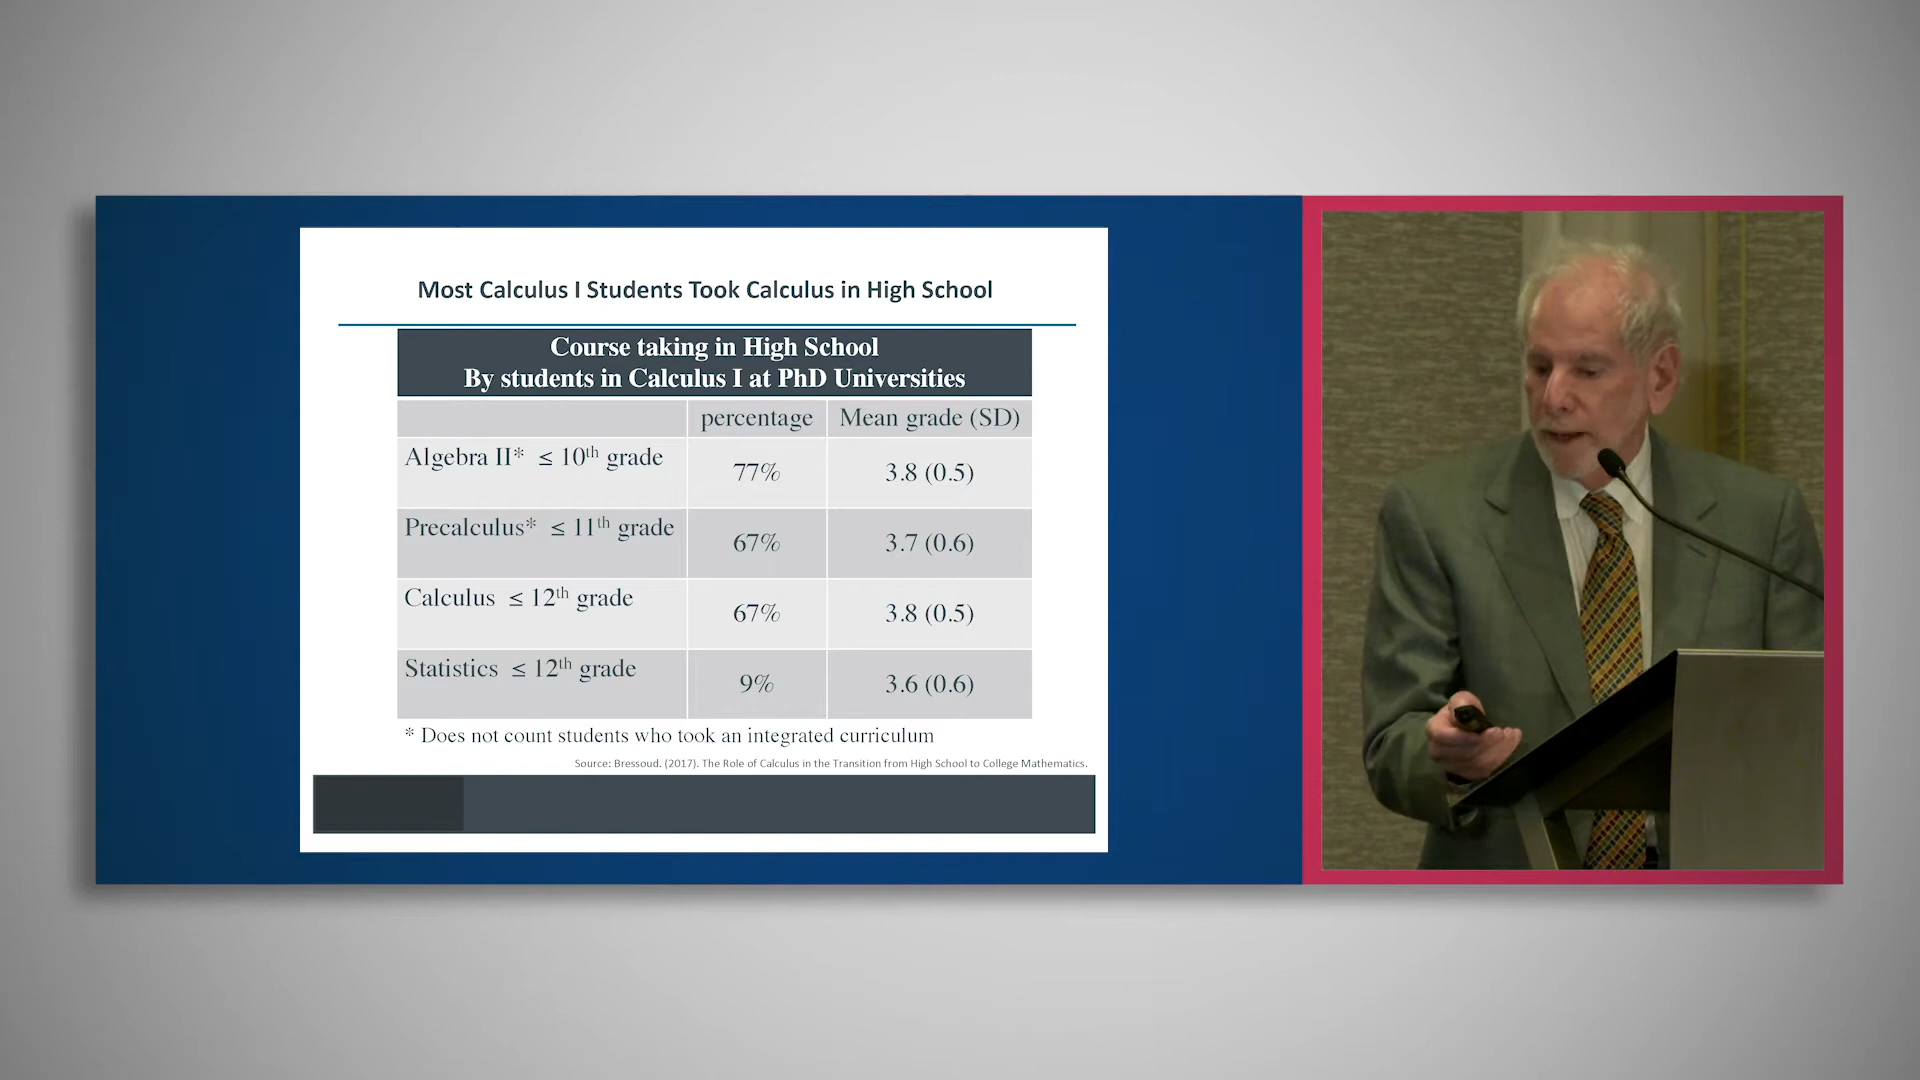 Most Calculus I Students Took Calculus in High School
Course taking in High School
By students in Calculus I at PhD Universities
percentage Mean grade (SD)
Algebra II* ≤ 10th grade 77% 3.8 (0.5)
Precalculus* ≤ 11th grade 67% 3.7 (0.6)
Calculus ≤ 12th grade 67% 3.8 (0.5)
Statistics ≤ 12th grade 9% 3.6 (0.6)
* Does not count students who took an integrated curriculum
Source: Bressoud. (2017). The Role of Calculus in the Transition from High School to College Mathematics.